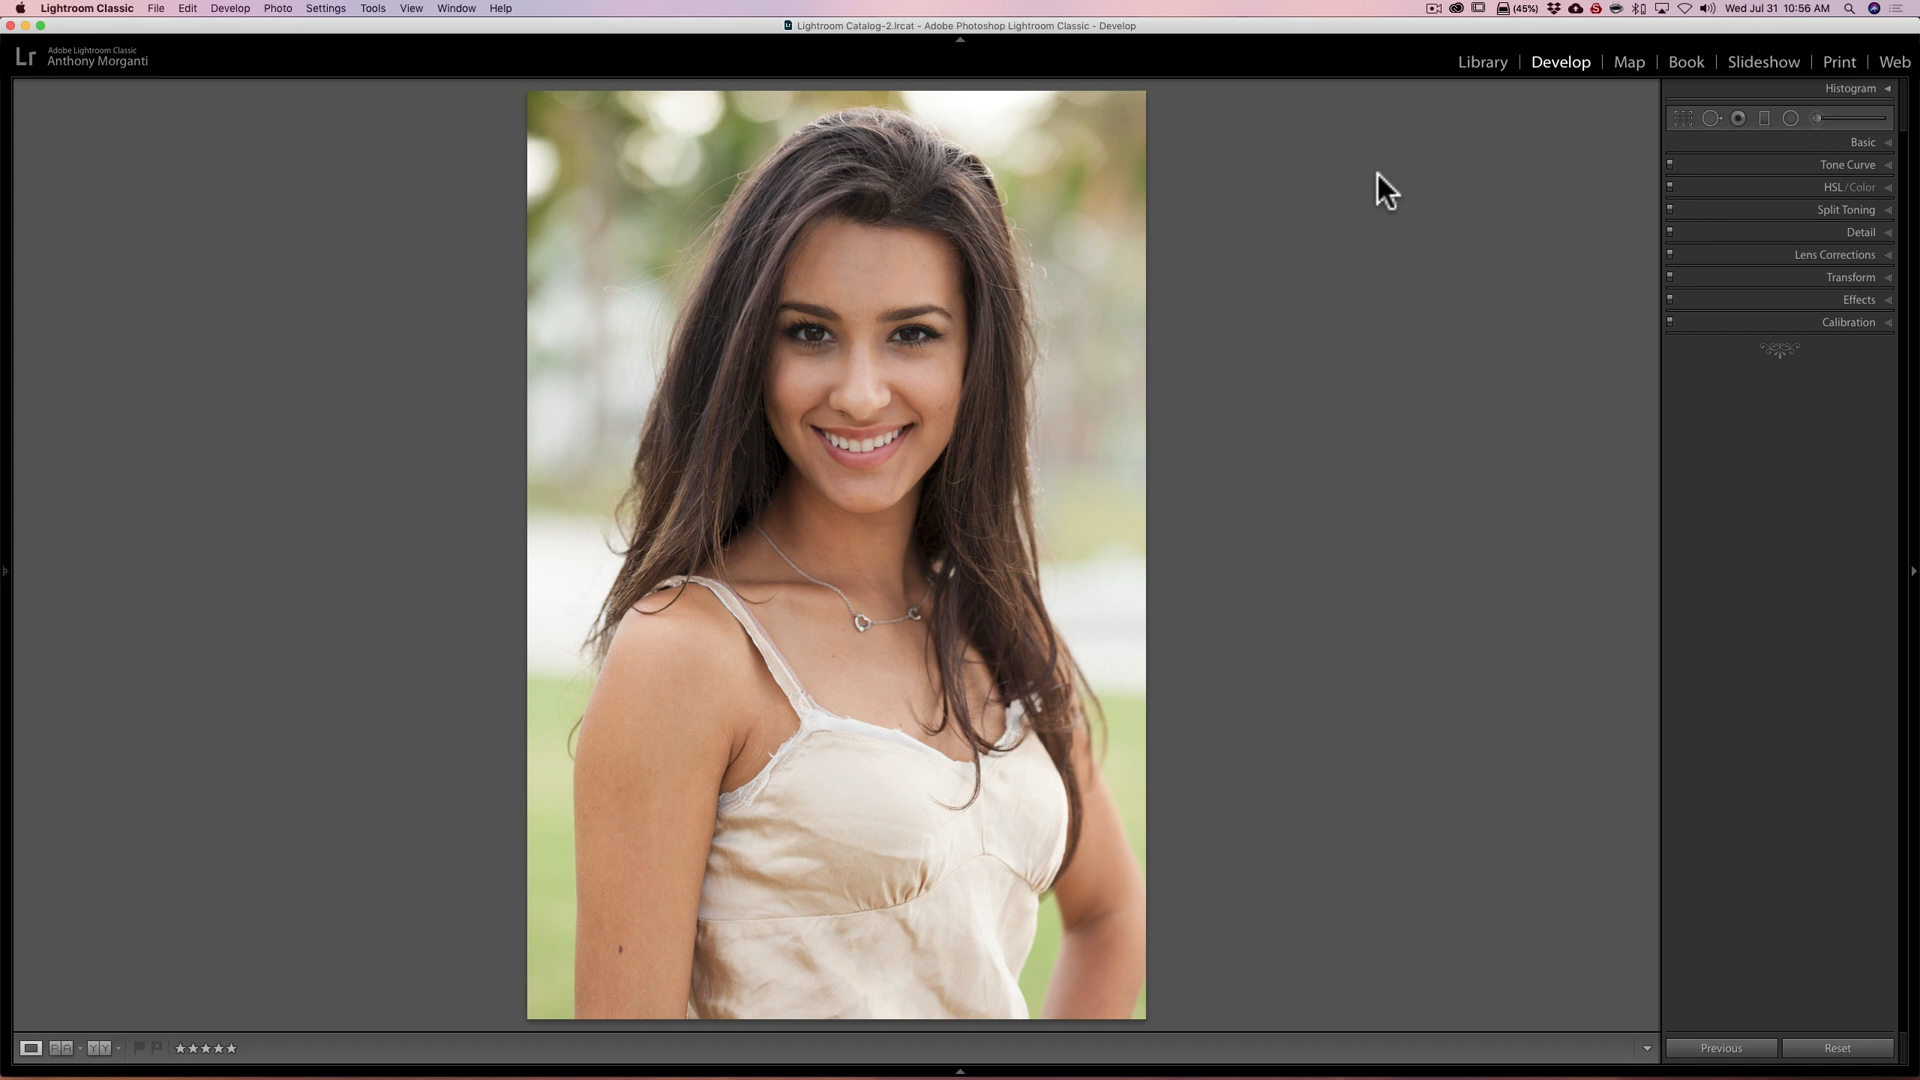 Lightroom Classic File Edit Develop Photo Settings Tools View Window Help (45%) Wed Jul 31 10:56 AM
Lightroom Catalog-2.lrcat - Adobe Photoshop Lightroom Classic - Develop
Lr Adobe Lightroom Classic
Anthony Morganti
Library | Develop | Map | Book | Slideshow | Print | Web
Histogram
Basic
Tone Curve
HSL / Color
Split Toning
Detail
Lens Corrections
Transform
Effects
Calibration
R A Y Y
Previous Reset